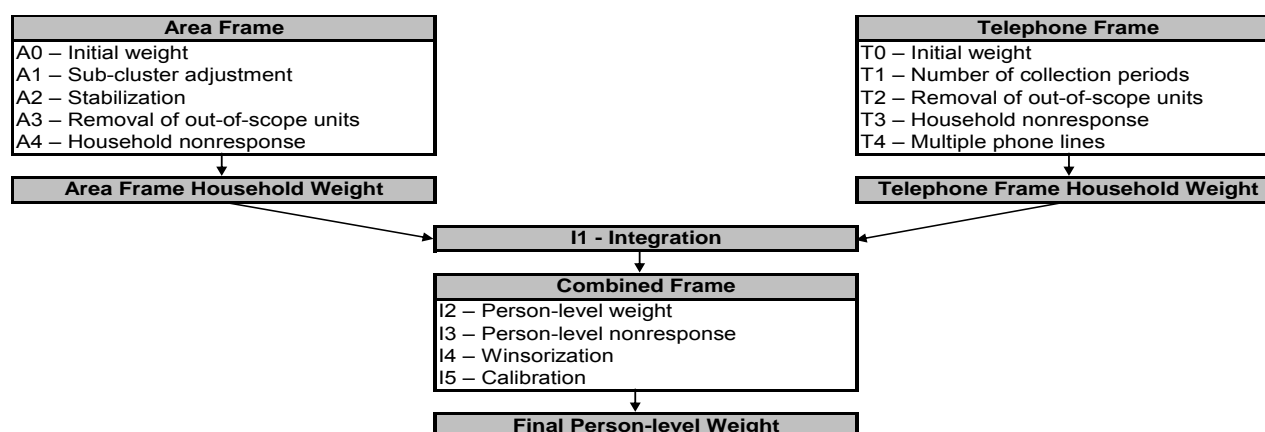 Area Frame
A0 – Initial weight
A1 – Sub-cluster adjustment
A2 – Stabilization
A3 – Removal of out-of-scope units
A4 – Household nonresponse
Area Frame Household Weight
Telephone Frame
T0 – Initial weight
T1 – Number of collection periods
T2 – Removal of out-of-scope units
T3 – Household nonresponse
T4 – Multiple phone lines
Telephone Frame Household Weight
I1 - Integration
Combined Frame
I2 – Person-level weight
I3 – Person-level nonresponse
I4 – Winsorization
I5 – Calibration
Final Person-level Weight